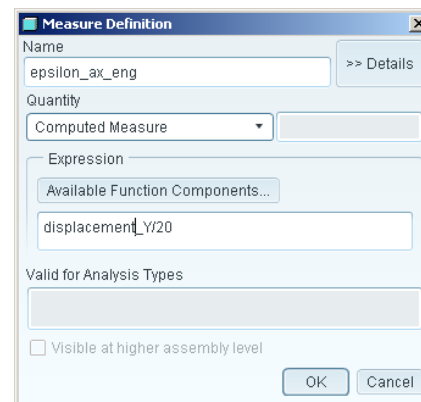 Measure Definition
Name
epsilon_ax_eng
>> Details
Quantity
Computed Measure
Expression
Available Function Components...
displacement_Y/20
Valid for Analysis Types
Visible at higher assembly level
OK
Cancel